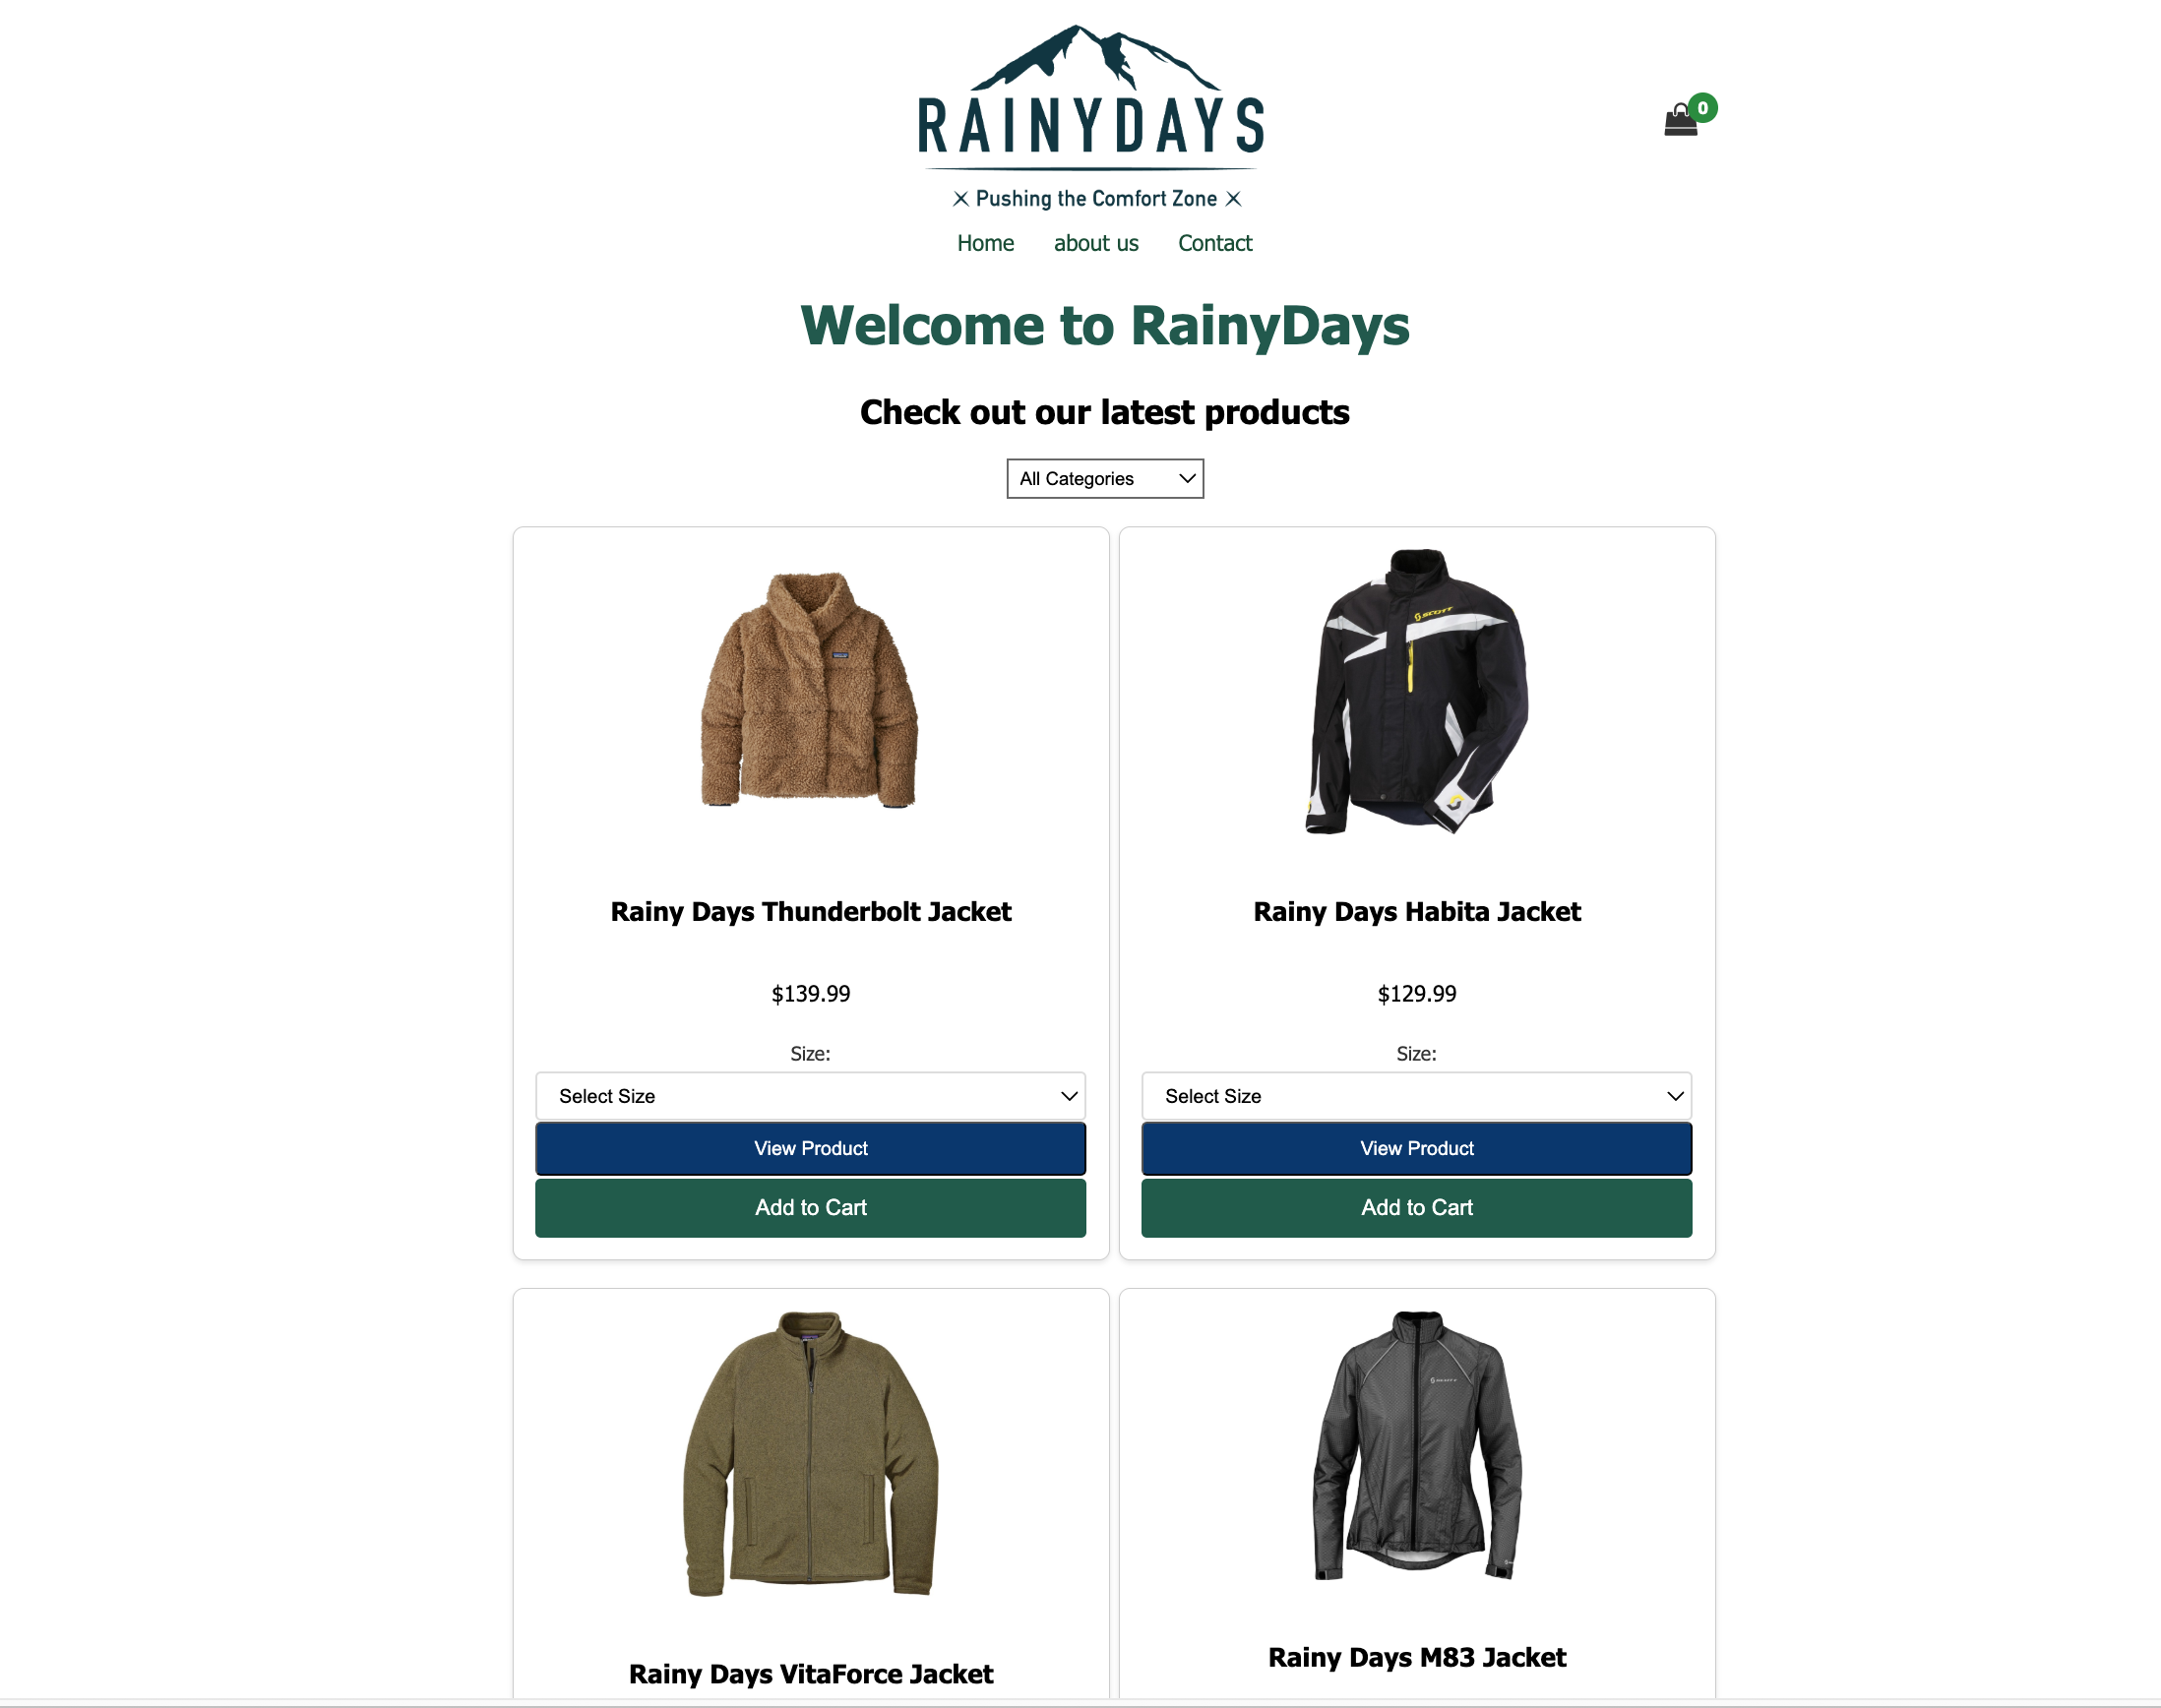 RAINYDAYS
Pushing the Comfort Zone
0
Home about us Contact
Welcome to RainyDays
Check out our latest products
All Categories
SCOTT
Rainy Days Thunderbolt Jacket
$139.99
Size:
Select Size
View Product
Add to Cart
Rainy Days Habita Jacket
$129.99
Size:
Select Size
View Product
Add to Cart
Rainy Days VitaForce Jacket
Rainy Days M83 Jacket